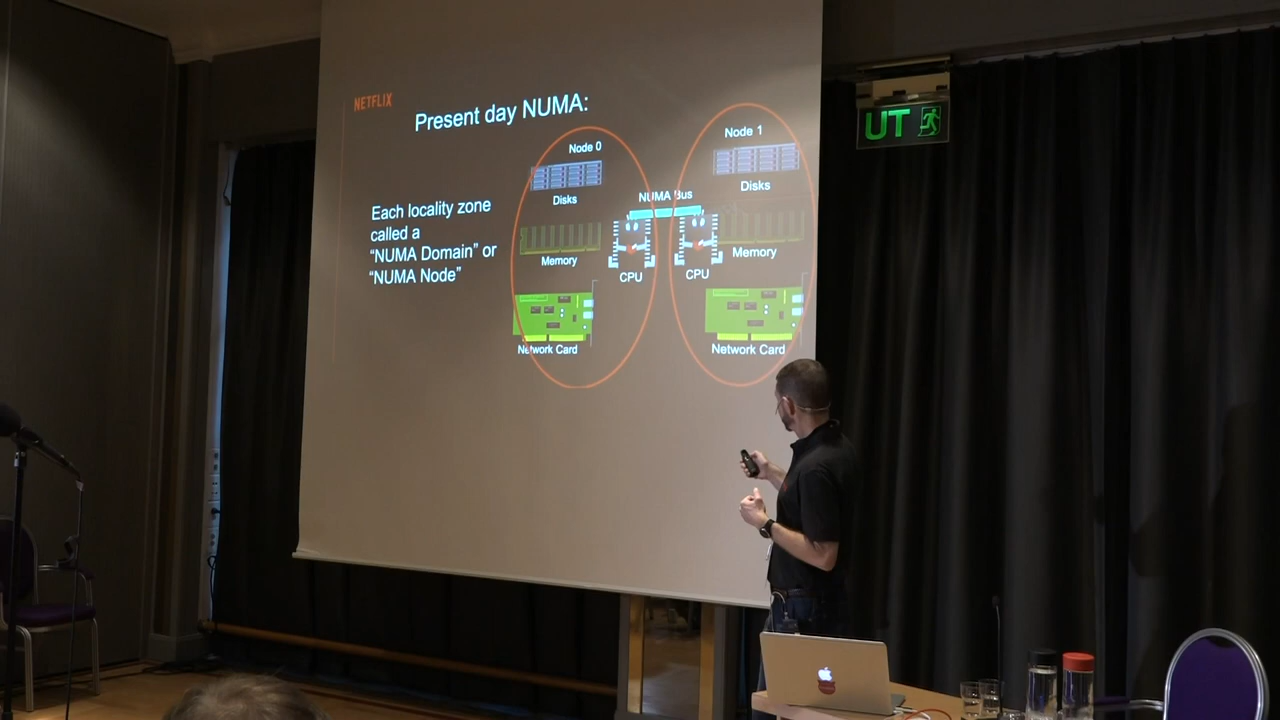 NETFLIX
Present day NUMA:
Each locality zone
called a
“NUMA Domain” or
“NUMA Node”
Node 0
Disks
Memory
CPU
Network Card
NUMA Bus
Node 1
Disks
Memory
CPU
Network Card
UT